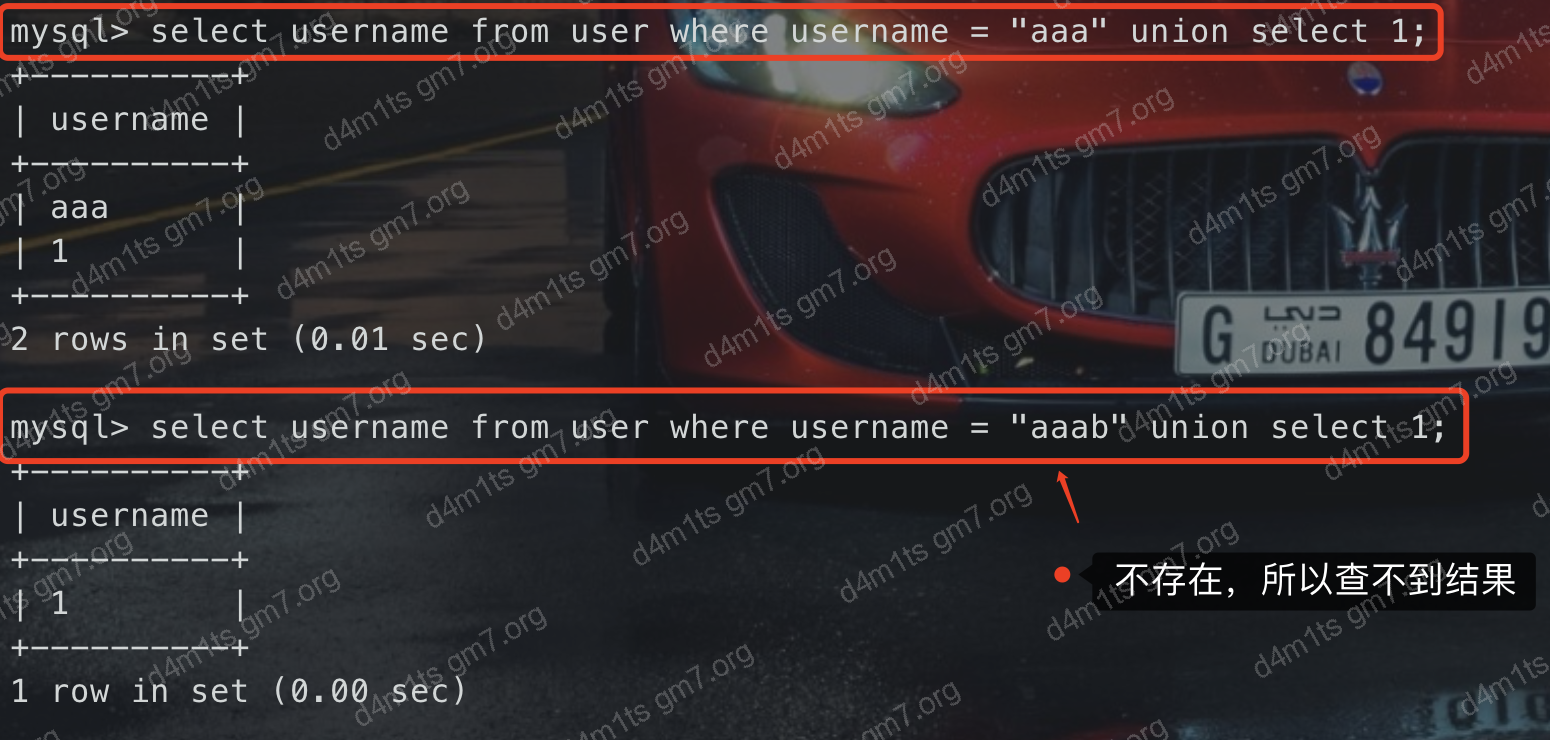 mysql> select username from user where username = "aaa" union select 1;
+----------+
| username |
+----------+
| aaa      |
| 1        |
+----------+
2 rows in set (0.01 sec)
G DUBAI 84919
mysql> select username from user where username = "aaab" union select 1;
+----------+
| username |
+----------+
| 1        |
+----------+
不存在，所以查不到结果
1 row in set (0.00 sec)
d4m1ts gm7.org